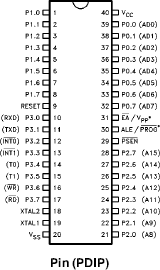 P1.0 1 40 VCC
P1.1 2 39 P0.0 (AD0)
P1.2 3 38 P0.1 (AD1)
P1.3 4 37 P0.2 (AD2)
P1.4 5 36 P0.3 (AD3)
P1.5 6 35 P0.4 (AD4)
P1.6 7 34 P0.5 (AD5)
P1.7 8 33 P0.6 (AD6)
RESET 9 32 P0.7 (AD7)
(RXD) P3.0 10 31 EA/VPP*
(TXD) P3.1 11 30 ALE/PROG*
(INT0) P3.2 12 29 PSEN
(INT1) P3.3 13 28 P2.7 (A15)
(T0) P3.4 14 27 P2.6 (A14)
(T1) P3.5 15 26 P2.5 (A13)
(WR) P3.6 16 25 P2.4 (A12)
(RD) P3.7 17 24 P2.3 (A11)
XTAL2 18 23 P2.2 (A10)
XTAL1 19 22 P2.1 (A9)
VSS 20 21 P2.0 (A8)
Pin (PDIP)